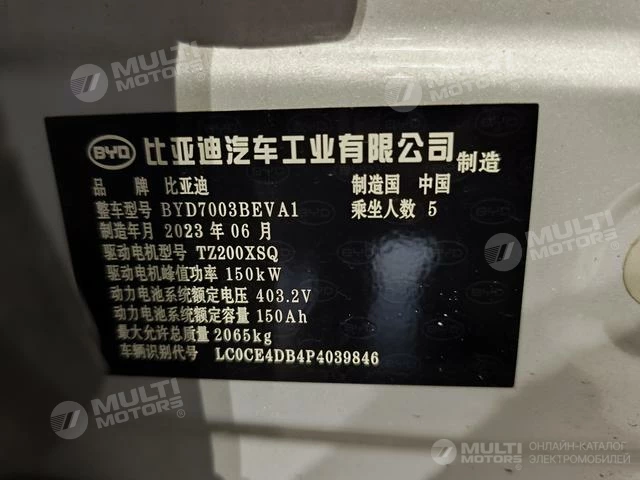 MULTI MOTORS®
MULTI MOTORS®
MULTI MOTORS®
BYD 比亚迪汽车工业有限公司 制造
品 牌 比亚迪 制造国 中国
整车型号 BYD7003BEVA1 乘坐人数 5
制造年月 2023 年 06 月
驱动电机型号 TZ200XSQ
驱动电机峰值功率 150kW
动力电池系统额定电压 403.2V
动力电池系统额定容量 150Ah
最大允许总质量 2065kg
车辆识别代号 LC0CE4DB4P4039846
MULTI MOTORS®
MULTI MOTORS®
MULTI MOTORS® ОНЛАЙН-КАТАЛОГ ЭЛЕКТРОМОБИЛЕЙ